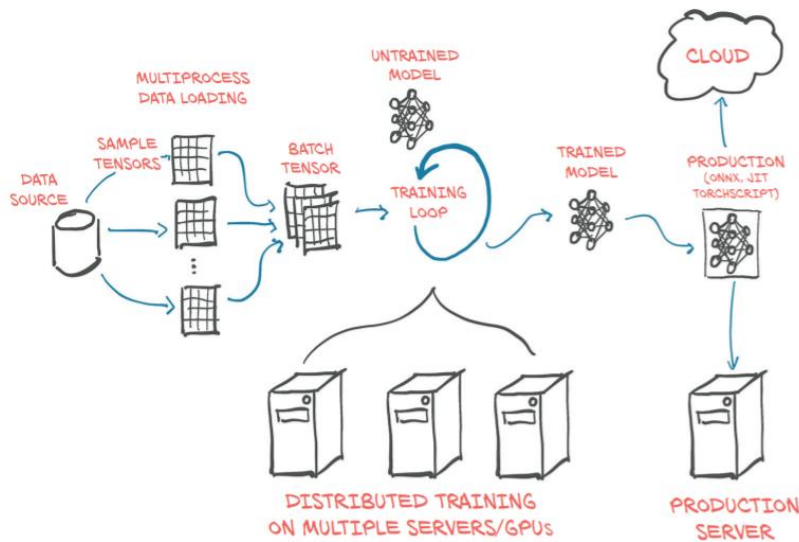 MULTIPROCESS
DATA LOADING
UNTRAINED
MODEL
CLOUD
SAMPLE
TENSORS
BATCH
TENSOR
DATA
SOURCE
TRAINING
LOOP
TRAINED
MODEL
PRODUCTION
(ONNX, JIT
TORCHSCRIPT)
DISTRIBUTED TRAINING
ON MULTIPLE SERVERS/GPUs
PRODUCTION
SERVER